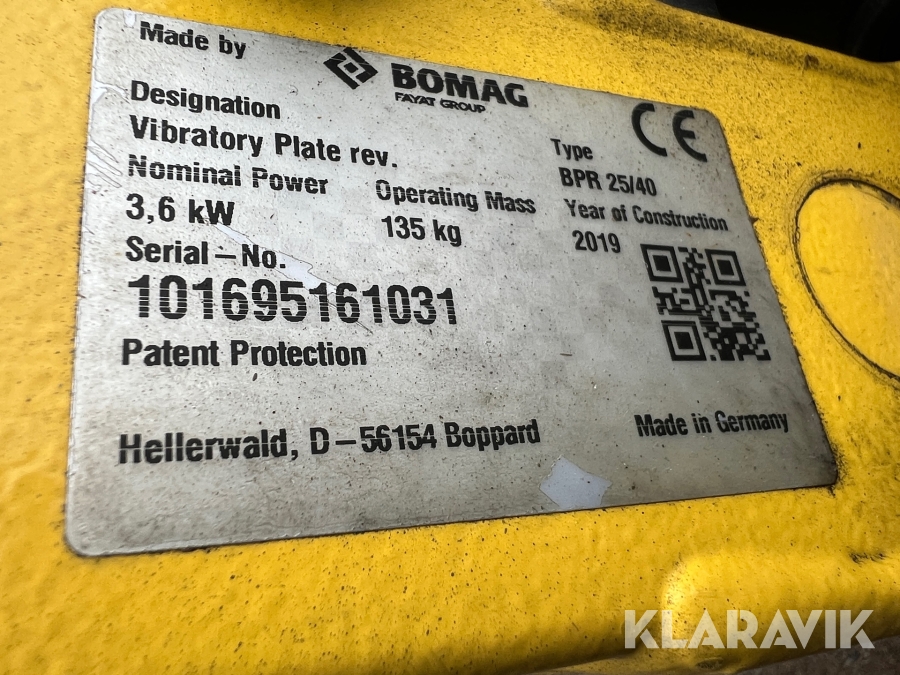 Made by
BOMAG
FAYAT GROUP
CE
Designation
Vibratory Plate rev.
Type
BPR 25/40
Nominal Power
3,6 kW
Operating Mass
135 kg
Year of Construction
2019
Serial – No.
101695161031
Patent Protection
Hellerwald, D – 56154 Boppard
Made in Germany
KLARAVIK